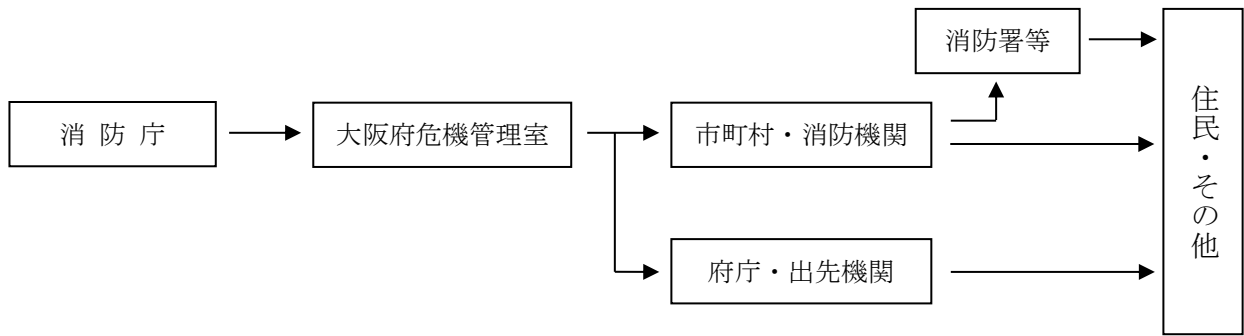 消防署等
消 防 庁
大阪府危機管理室
市町村・消防機関
府庁・出先機関
住民・その他